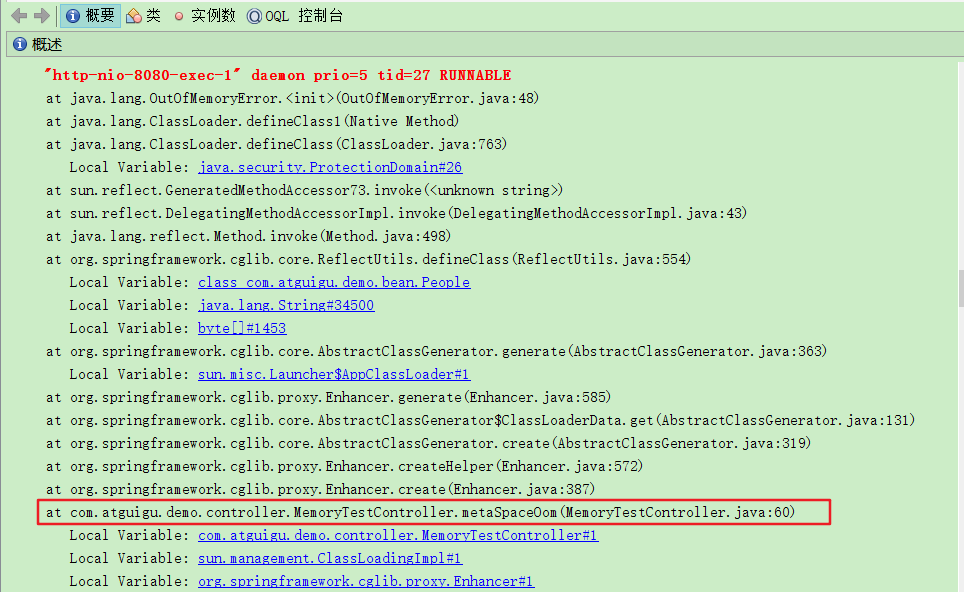 概要 类 实例数 OQL 控制台
概述
"http-nio-8080-exec-1" daemon prio=5 tid=27 RUNNABLE
at java.lang.OutOfMemoryError.<init>(OutOfMemoryError.java:48)
at java.lang.ClassLoader.defineClass1(Native Method)
at java.lang.ClassLoader.defineClass(ClassLoader.java:763)
Local Variable: java.security.ProtectionDomain#26
at sun.reflect.GeneratedMethodAccessor73.invoke(<unknown string>)
at sun.reflect.DelegatingMethodAccessorImpl.invoke(DelegatingMethodAccessorImpl.java:43)
at java.lang.reflect.Method.invoke(Method.java:498)
at org.springframework.cglib.core.ReflectUtils.defineClass(ReflectUtils.java:554)
Local Variable: class com.atguigu.demo.bean.People
Local Variable: java.lang.String#34500
Local Variable: byte[]#1453
at org.springframework.cglib.core.AbstractClassGenerator.generate(AbstractClassGenerator.java:363)
Local Variable: sun.misc.Launcher$AppClassLoader#1
at org.springframework.cglib.proxy.Enhancer.generate(Enhancer.java:585)
at org.springframework.cglib.core.AbstractClassGenerator$ClassLoaderData.get(AbstractClassGenerator.java:131)
at org.springframework.cglib.core.AbstractClassGenerator.create(AbstractClassGenerator.java:319)
at org.springframework.cglib.proxy.Enhancer.createHelper(Enhancer.java:572)
at org.springframework.cglib.proxy.Enhancer.create(Enhancer.java:387)
at com.atguigu.demo.controller.MemoryTestController.metaSpaceOom(MemoryTestController.java:60)
Local Variable: com.atguigu.demo.controller.MemoryTestController#1
Local Variable: sun.management.ClassLoadingImpl#1
Local Variable: org.springframework.cglib.proxy.Enhancer#1